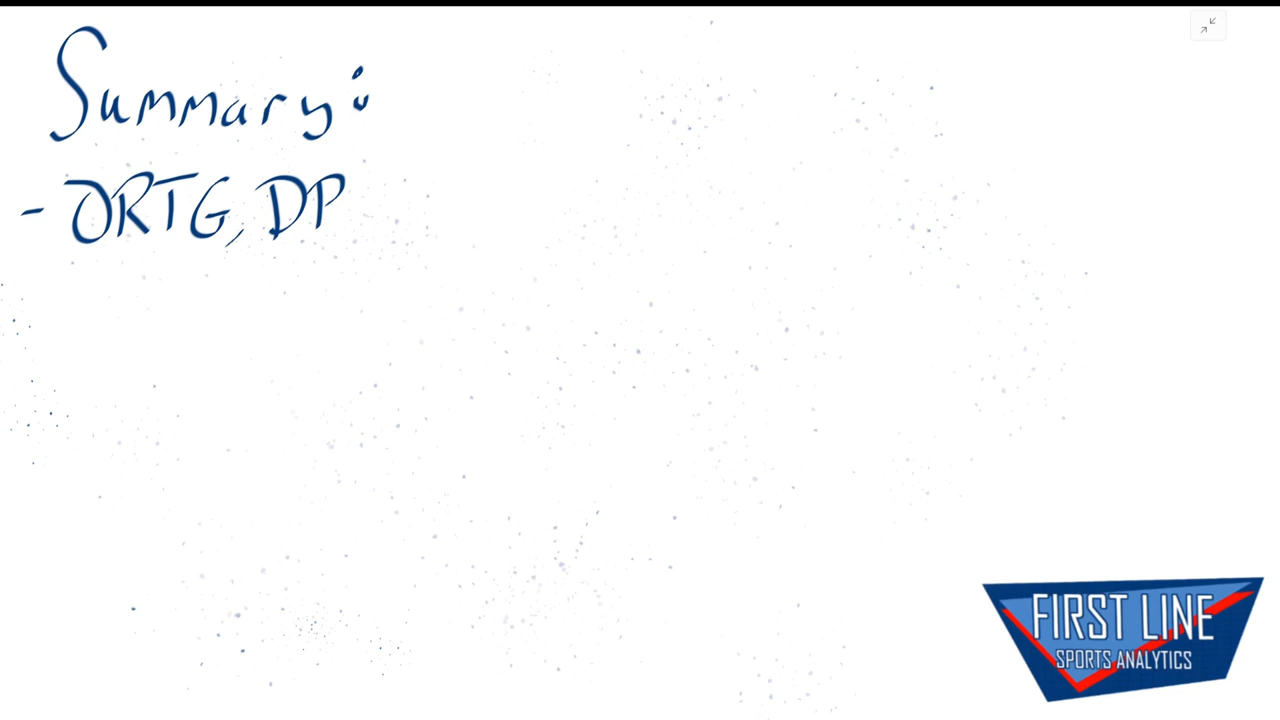 Summary:
- ORTG, DP
FIRST LINE
SPORTS ANALYTICS